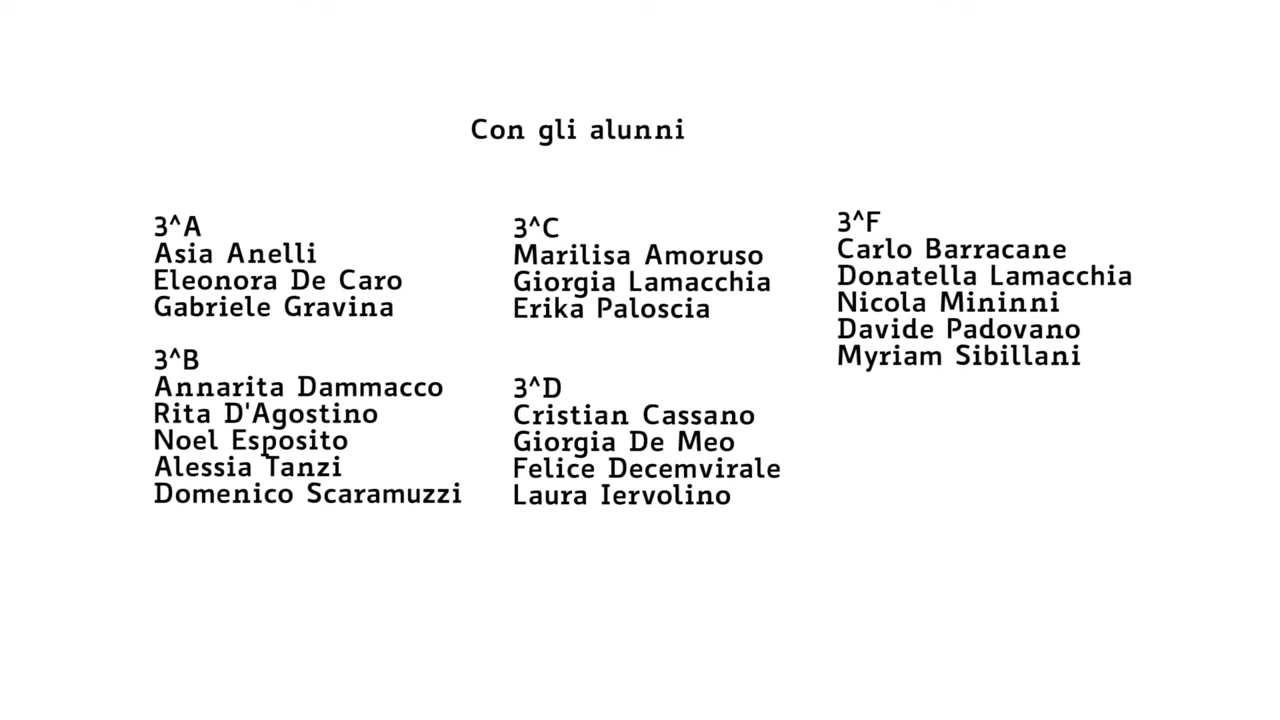 Con gli alunni
3^A
Asia Anelli
Eleonora De Caro
Gabriele Gravina
3^B
Annarita Dammacco
Rita D'Agostino
Noel Esposito
Alessia Tanzi
Domenico Scaramuzzi
3^C
Marilisa Amoruso
Giorgia Lamacchia
Erika Paloscia
3^D
Cristian Cassano
Giorgia De Meo
Felice Decemvirale
Laura Iervolino
3^F
Carlo Barracane
Donatella Lamacchia
Nicola Mininni
Davide Padovano
Myriam Sibillani